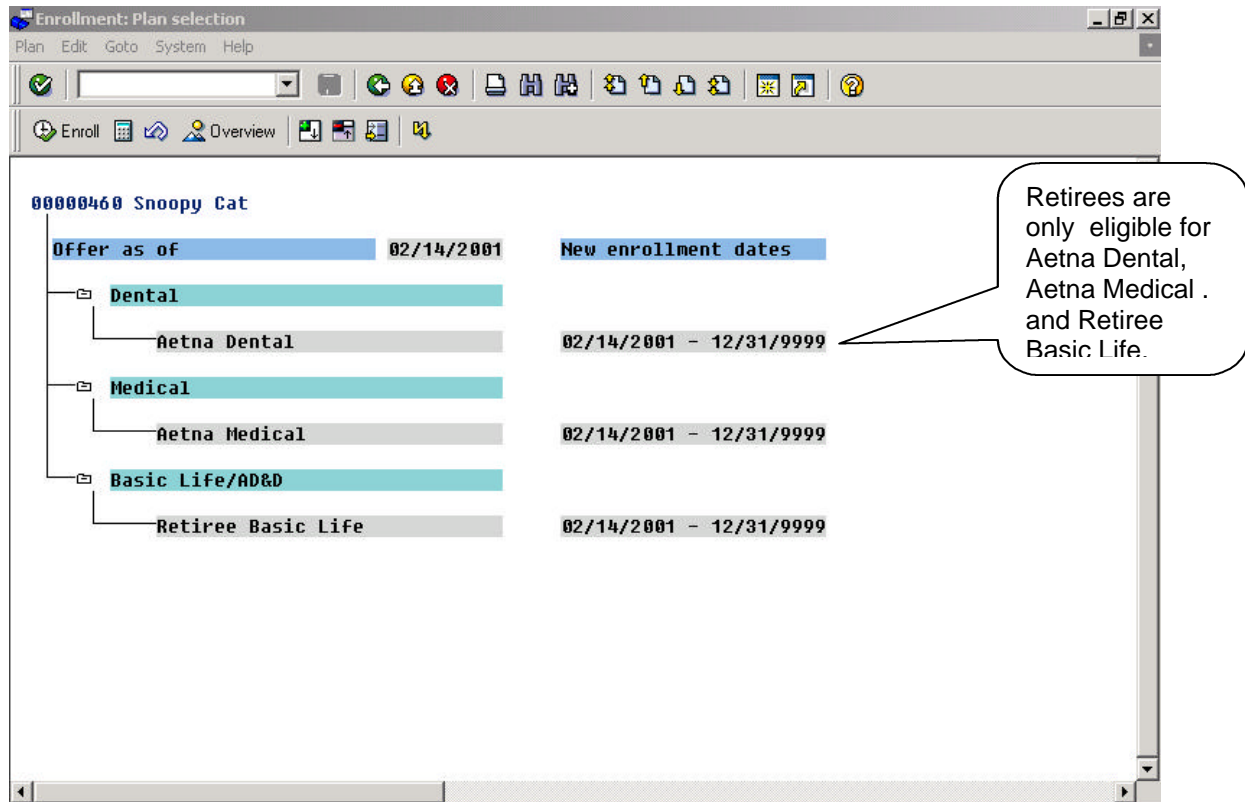 Enrollment: Plan selection
Plan Edit Goto System Help
Enroll Overview
00000460 Snoopy Cat
Offer as of 02/14/2001 New enrollment dates
Dental
Aetna Dental 02/14/2001 - 12/31/9999
Medical
Aetna Medical 02/14/2001 - 12/31/9999
Basic Life/AD&D
Retiree Basic Life 02/14/2001 - 12/31/9999
Retirees are
only eligible for
Aetna Dental,
Aetna Medical .
and Retiree
Basic Life.